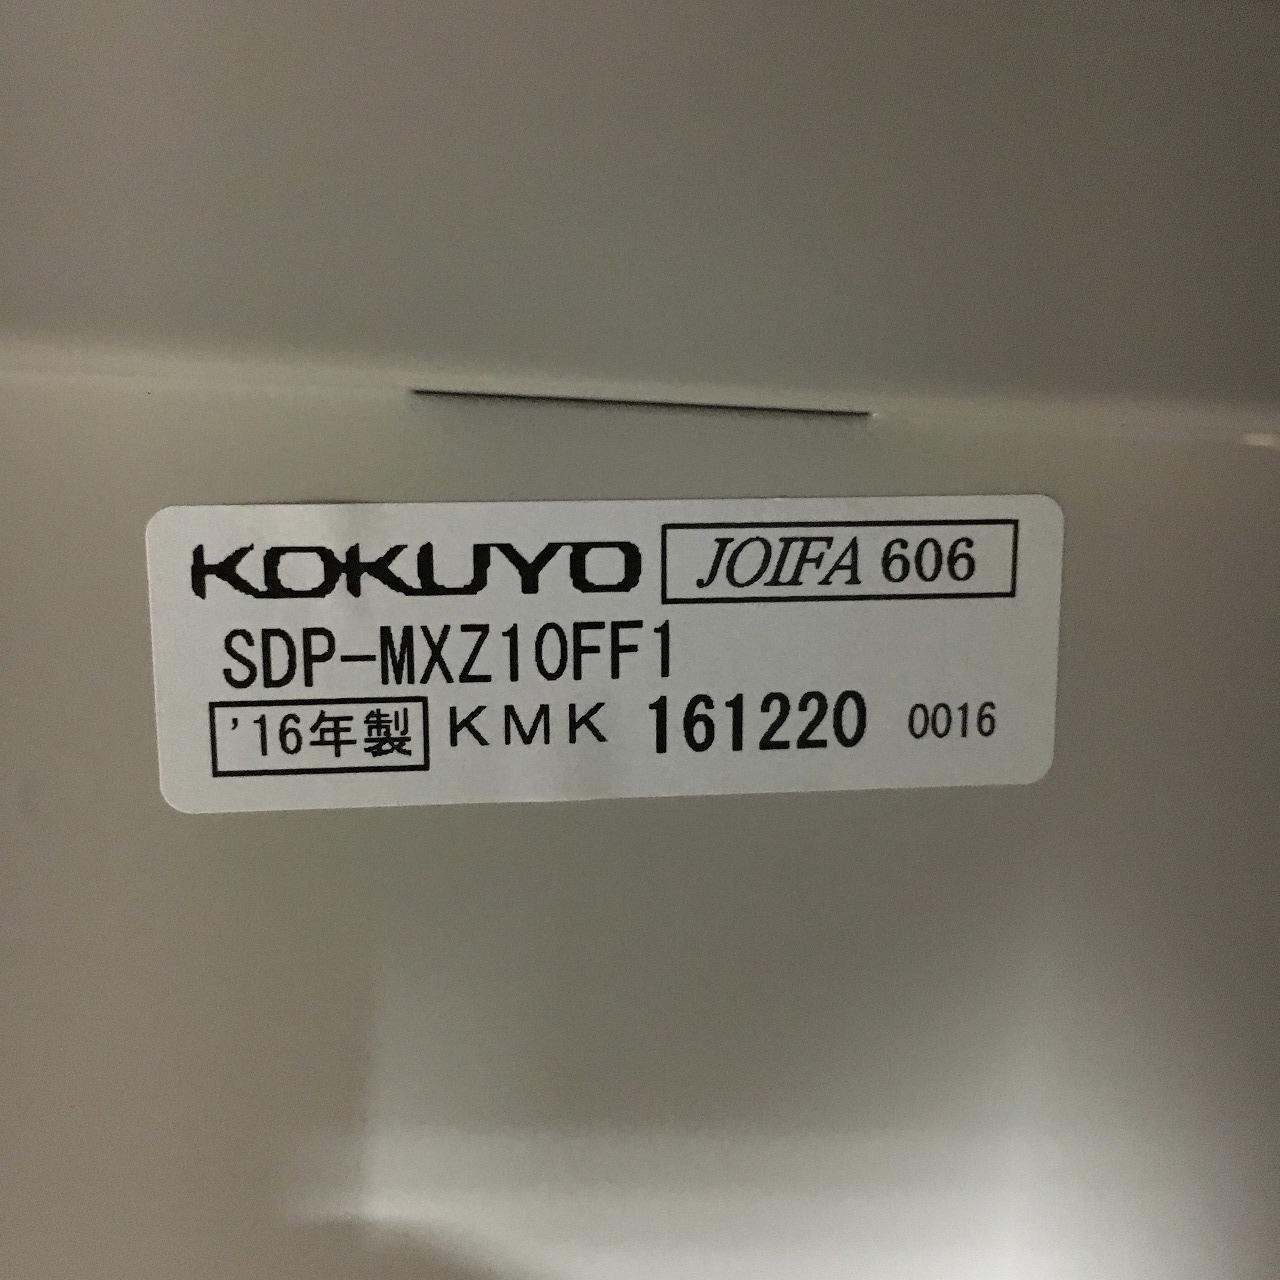 KOKUYO JOIFA 606
SDP-MXZ10FF1
'16年製 KMK 161220 0016